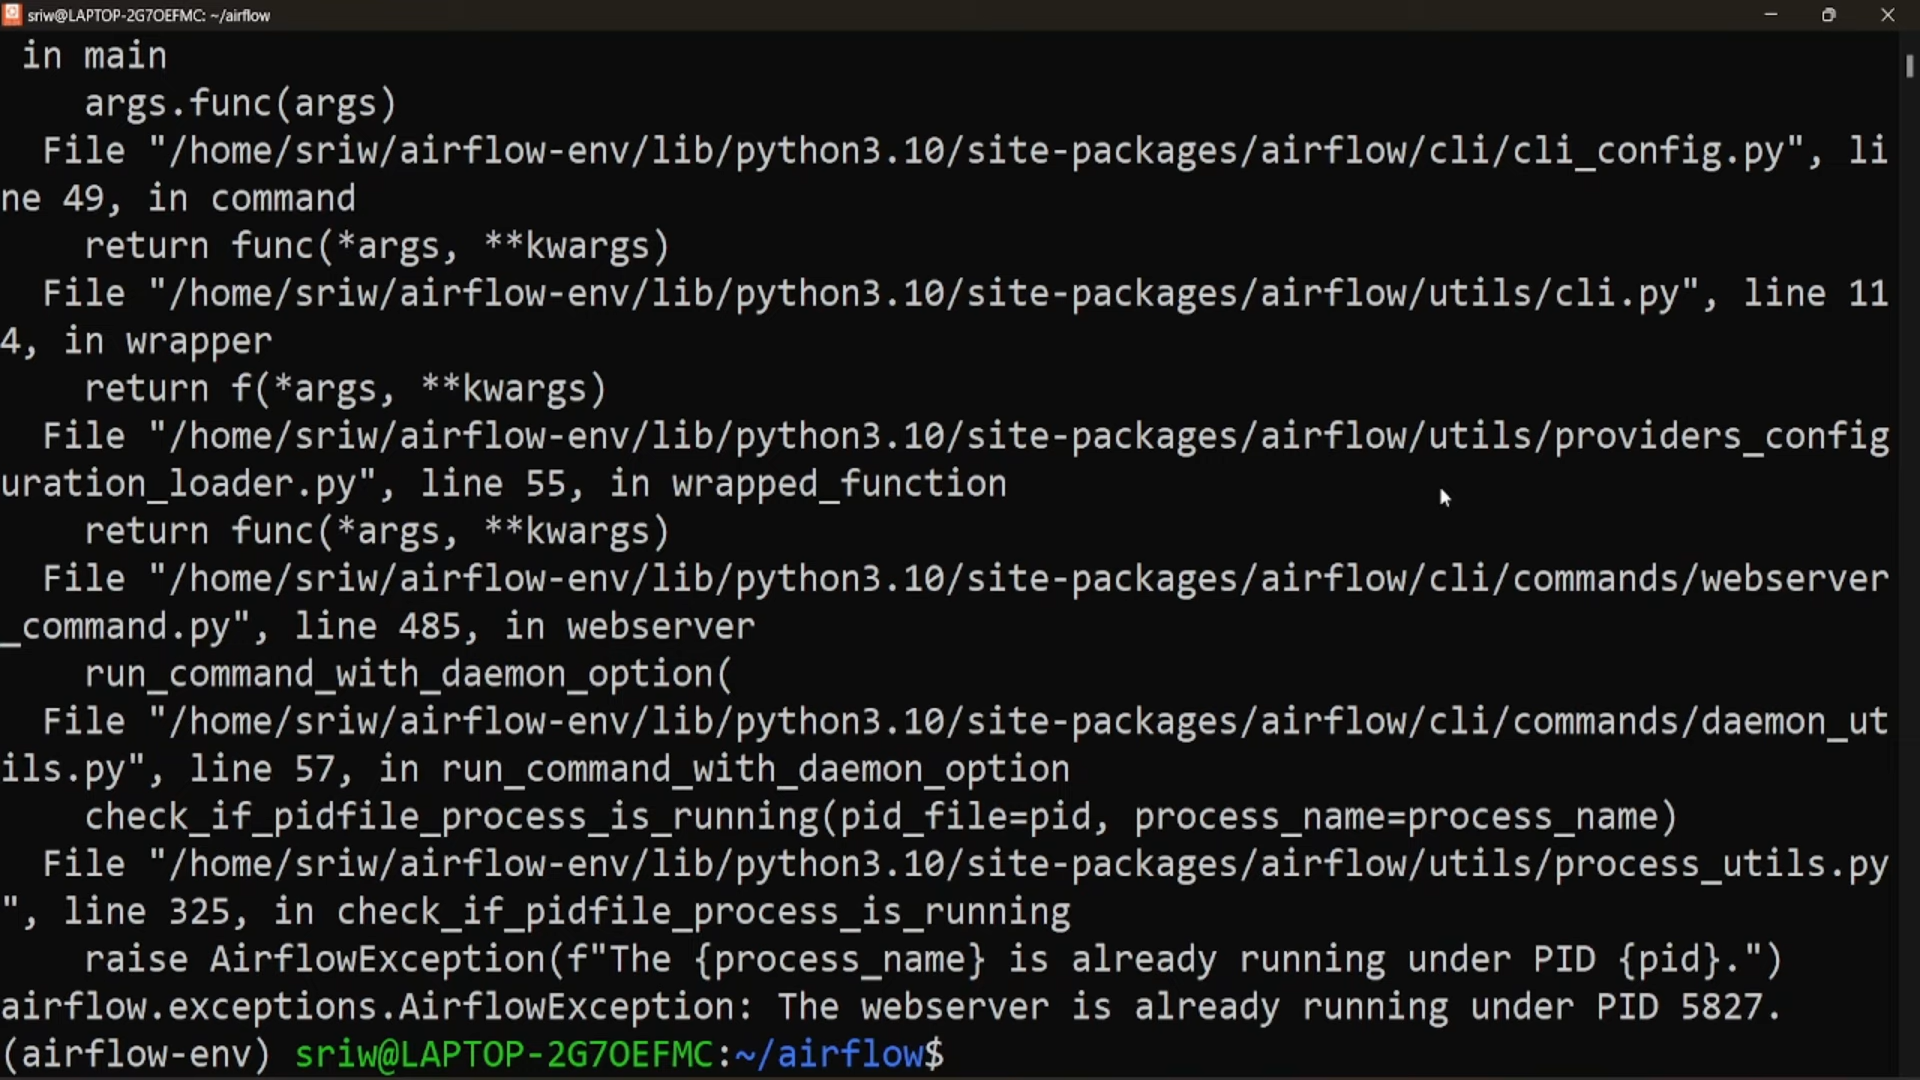 sriw@LAPTOP-2G7OEFMC: ~/airflow
 in main
    args.func(args)
  File "/home/sriw/airflow-env/lib/python3.10/site-packages/airflow/cli/cli_config.py", li
ne 49, in command
    return func(*args, **kwargs)
  File "/home/sriw/airflow-env/lib/python3.10/site-packages/airflow/utils/cli.py", line 11
4, in wrapper
    return f(*args, **kwargs)
  File "/home/sriw/airflow-env/lib/python3.10/site-packages/airflow/utils/providers_config
uration_loader.py", line 55, in wrapped_function
    return func(*args, **kwargs)
  File "/home/sriw/airflow-env/lib/python3.10/site-packages/airflow/cli/commands/webserver
_command.py", line 485, in webserver
    run_command_with_daemon_option(
  File "/home/sriw/airflow-env/lib/python3.10/site-packages/airflow/cli/commands/daemon_ut
ils.py", line 57, in run_command_with_daemon_option
    check_if_pidfile_process_is_running(pid_file=pid, process_name=process_name)
  File "/home/sriw/airflow-env/lib/python3.10/site-packages/airflow/utils/process_utils.py
", line 325, in check_if_pidfile_process_is_running
    raise AirflowException(f"The {process_name} is already running under PID {pid}.")
airflow.exceptions.AirflowException: The webserver is already running under PID 5827.
(airflow-env) sriw@LAPTOP-2G7OEFMC:~/airflow$